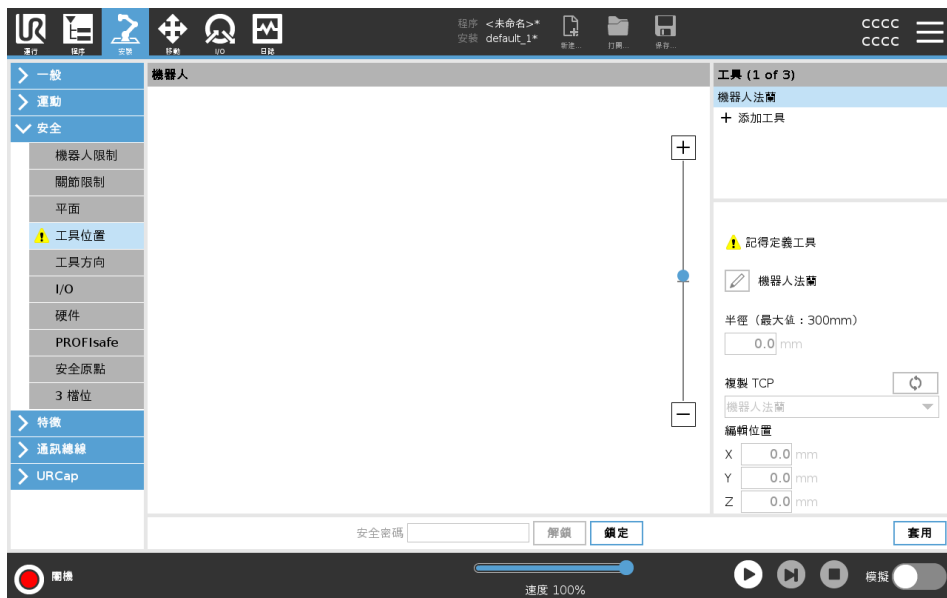 UR
運行
程序
安裝
移動
I/O
日誌
程序 <未命名>*
安裝 default_1*
新建...
打開...
保存...
CCCC
CCCC
一般
運動
安全
機器人限制
關節限制
平面
工具位置
工具方向
I/O
硬件
PROFIsafe
安全原點
3 檔位
特徵
通訊總線
URCap
機器人
工具 (1 of 3)
機器人法蘭
添加工具
記得定義工具
機器人法蘭
半徑（最大值：300mm）
0.0 mm
複製 TCP
機器人法蘭
編輯位置
X 0.0 mm
Y 0.0 mm
Z 0.0 mm
安全密碼
解鎖
鎖定
套用
關機
速度 100%
模擬